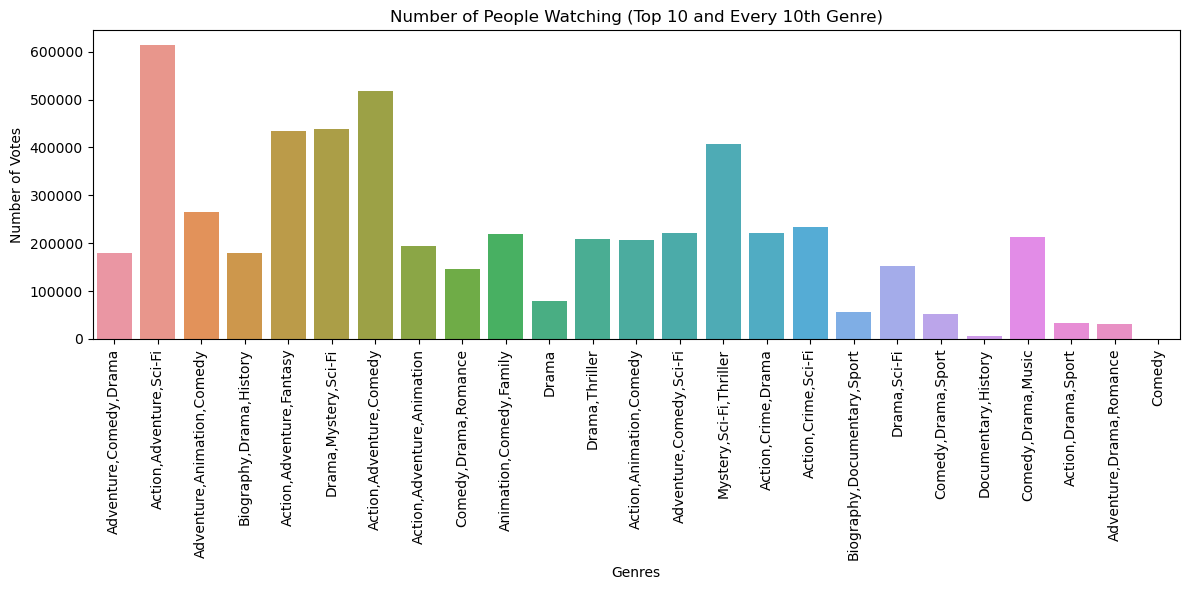 Number of People Watching (Top 10 and Every 10th Genre)
Number of Votes
600000
500000
400000
300000
200000
100000
0
Adventure,Comedy,Drama
Action,Adventure,Sci-Fi
Adventure,Animation,Comedy
Biography,Drama,History
Action,Adventure,Fantasy
Drama,Mystery,Sci-Fi
Action,Adventure,Comedy
Action,Adventure,Animation
Comedy,Drama,Romance
Animation,Comedy,Family
Drama
Drama,Thriller
Action,Animation,Comedy
Adventure,Comedy,Sci-Fi
Mystery,Sci-Fi,Thriller
Action,Crime,Drama
Action,Crime,Sci-Fi
Biography,Documentary,Sport
Drama,Sci-Fi
Comedy,Drama,Sport
Documentary,History
Comedy,Drama,Music
Action,Drama,Sport
Adventure,Drama,Romance
Comedy
Genres